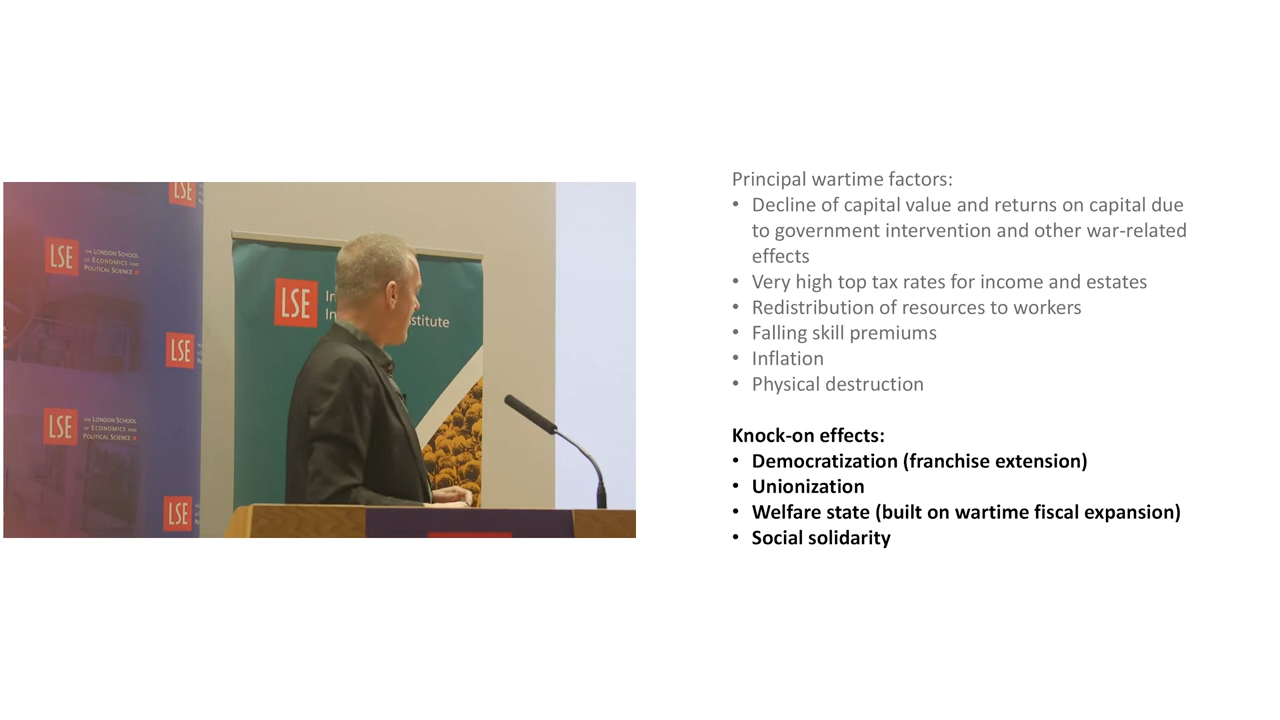 LSE
LSE
THE LONDON SCHOOL
OF ECONOMICS AND
POLITICAL SCIENCE
LSE
LSE
THE LONDON SCHOOL
OF ECONOMICS AND
POLITICAL SCIENCE
LSE
LSE
Principal wartime factors:
• Decline of capital value and returns on capital due
to government intervention and other war-related
effects
• Very high top tax rates for income and estates
• Redistribution of resources to workers
• Falling skill premiums
• Inflation
• Physical destruction
Knock-on effects:
• Democratization (franchise extension)
• Unionization
• Welfare state (built on wartime fiscal expansion)
• Social solidarity